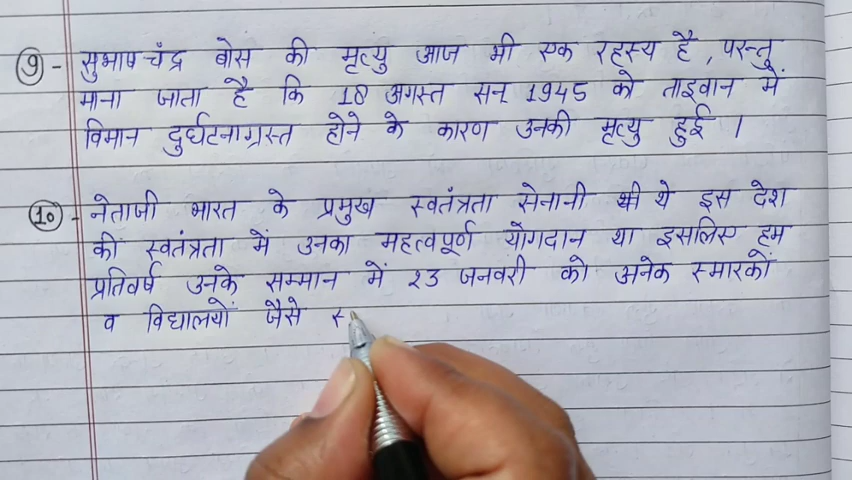 9 - सुभाष चंद्र बोस की मृत्यु आज भी एक रहस्य है, परन्तु
माना जाता है कि 18 अगस्त सन् 1945 को ताइवान में
विमान दुर्घटनाग्रस्त होने के कारण उनकी मृत्यु हुई ।
10 - नेताजी भारत के प्रमुख स्वतंत्रता सेनानी थे इस देश
की स्वतंत्रता में उनका महत्वपूर्ण योगदान था इसलिए हम
प्रतिवर्ष उनके सम्मान में 23 जनवरी को अनेक स्मारकों
व विद्यालयों जैसे